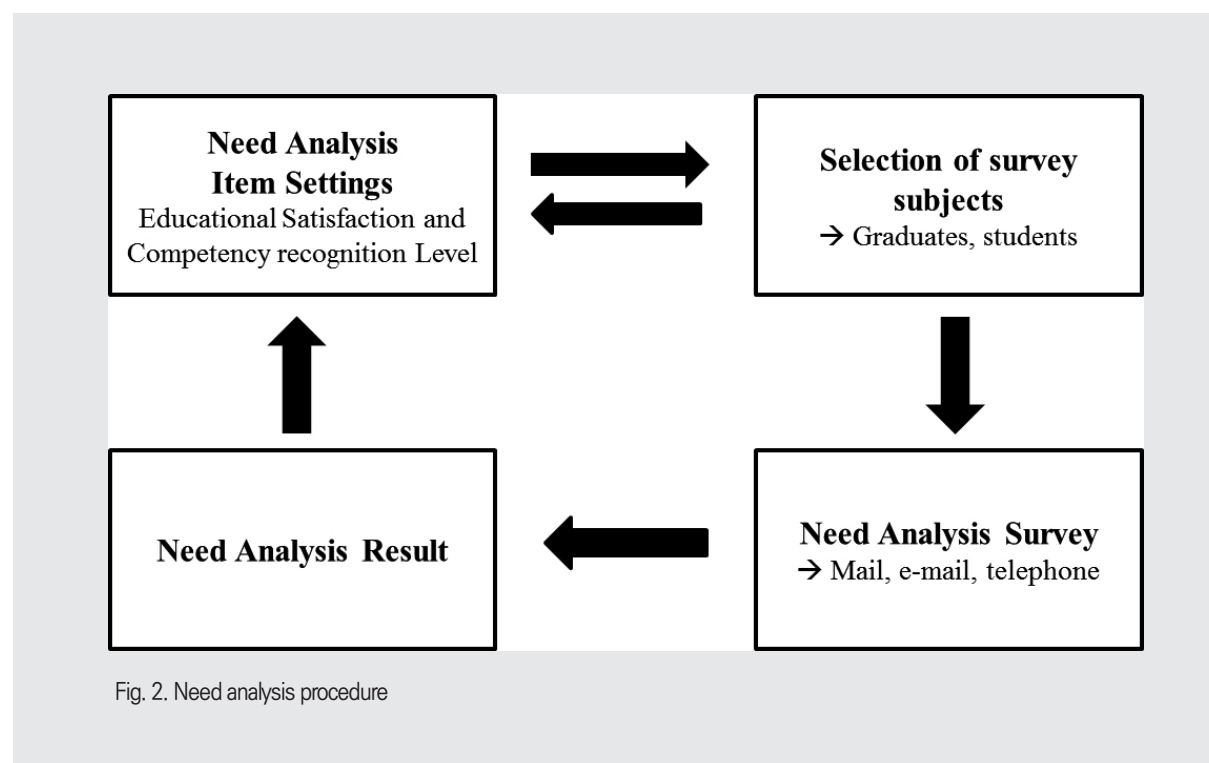 Need Analysis
Item Settings
Educational Satisfaction and
Competency recognition Level
Selection of survey
subjects
→ Graduates, students
Need Analysis Result
Need Analysis Survey
→ Mail, e-mail, telephone
Fig. 2. Need analysis procedure